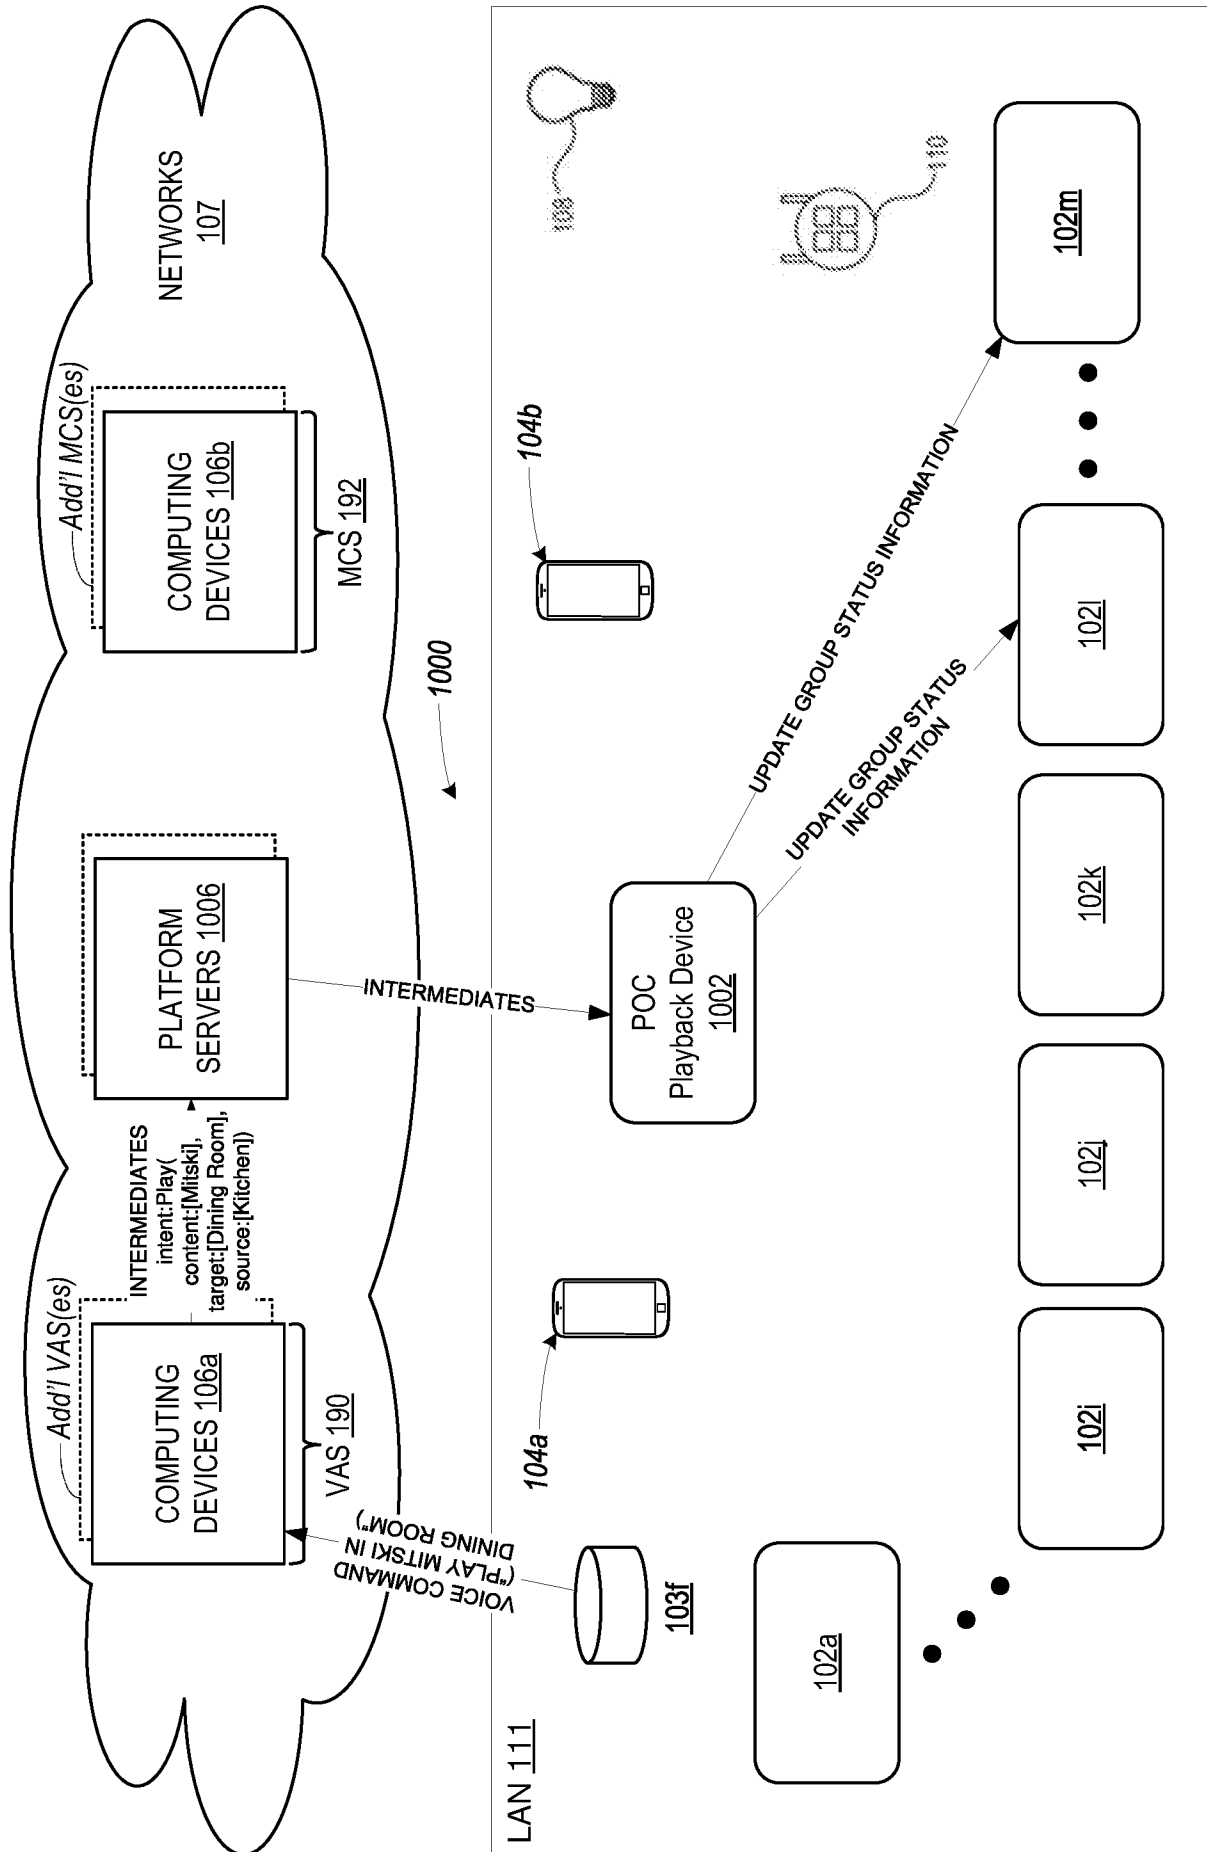 NETWORKS
107
Add'l VAS(es)
COMPUTING
DEVICES 106a
VAS 190
INTERMEDIATES
intent:Play(
content:[Mitski],
target:[Dining Room],
source:[Kitchen])
PLATFORM
SERVERS 1006
Add'l MCS(es)
COMPUTING
DEVICES 106b
MCS 192
1000
VOICE COMMAND
("PLAY MITSKI IN
DINING ROOM")
INTERMEDIATES
LAN 111
103f
104a
104b
108
110
POC
Playback Device
1002
UPDATE GROUP STATUS INFORMATION
UPDATE GROUP STATUS
INFORMATION
102a
102i
102j
102k
102l
102m